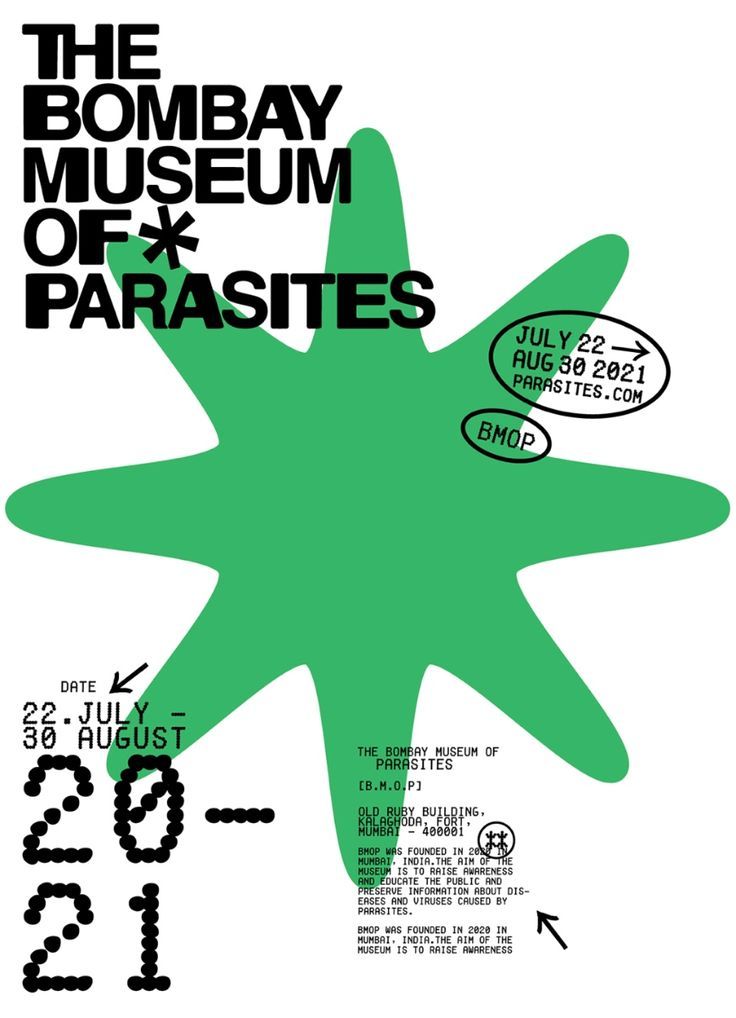 THE
BOMBAY
MUSEUM
OF *
PARASITES
JULY 22 →
AUG 30 2021
PARASITES.COM
BMOP
DATE
22.JULY –
30 AUGUST
20–
21
THE BOMBAY MUSEUM OF
PARASITES
[B.M.O.P]
OLD RUBY BUILDING,
KALAGHODA, FORT,
MUMBAI – 400001
BMOP WAS FOUNDED IN 2020 IN
MUMBAI, INDIA.THE AIM OF THE
MUSEUM IS TO RAISE AWARENESS
AND EDUCATE THE PUBLIC AND
PRESERVE INFORMATION ABOUT DIS-
EASES AND VIRUSES CAUSED BY
PARASITES.
BMOP WAS FOUNDED IN 2020 IN
MUMBAI, INDIA.THE AIM OF THE
MUSEUM IS TO RAISE AWARENESS